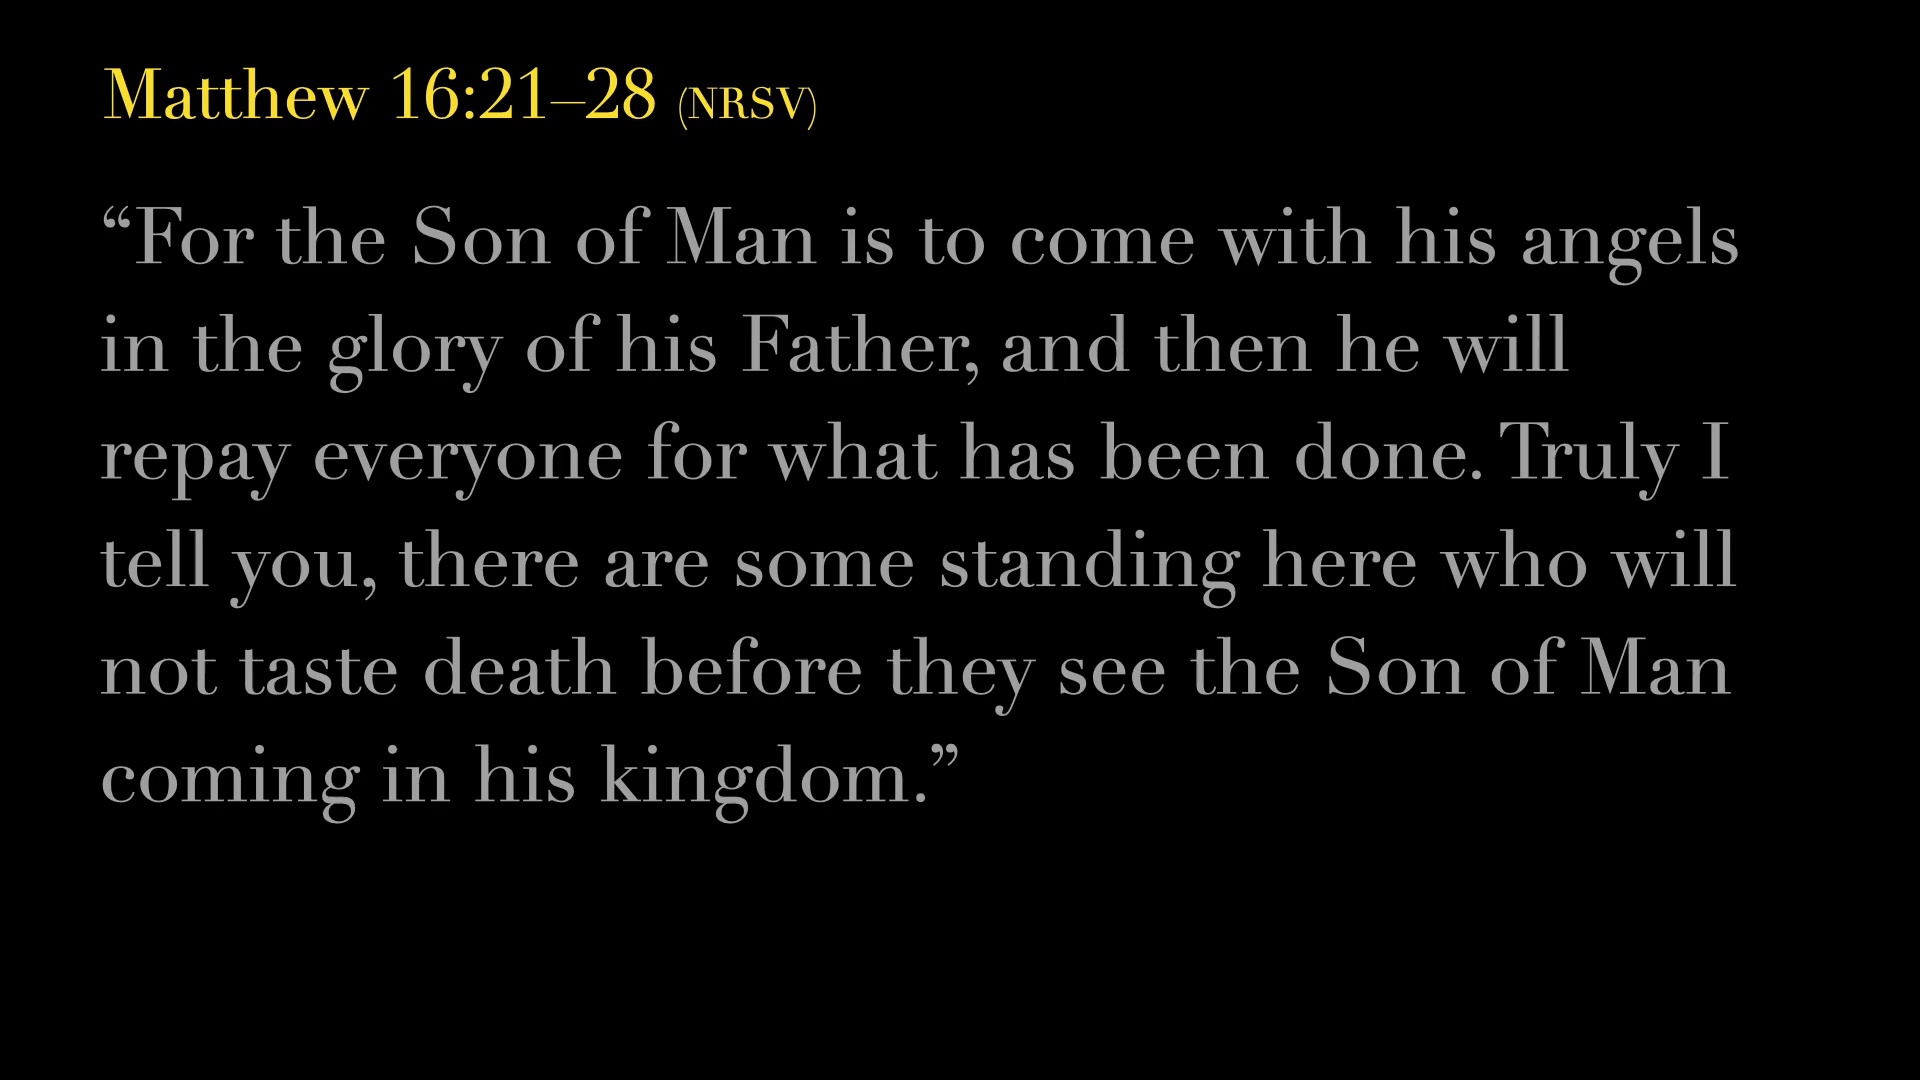 Matthew 16:21–28 (NRSV)
“For the Son of Man is to come with his angels
in the glory of his Father, and then he will
repay everyone for what has been done. Truly I
tell you, there are some standing here who will
not taste death before they see the Son of Man
coming in his kingdom.”